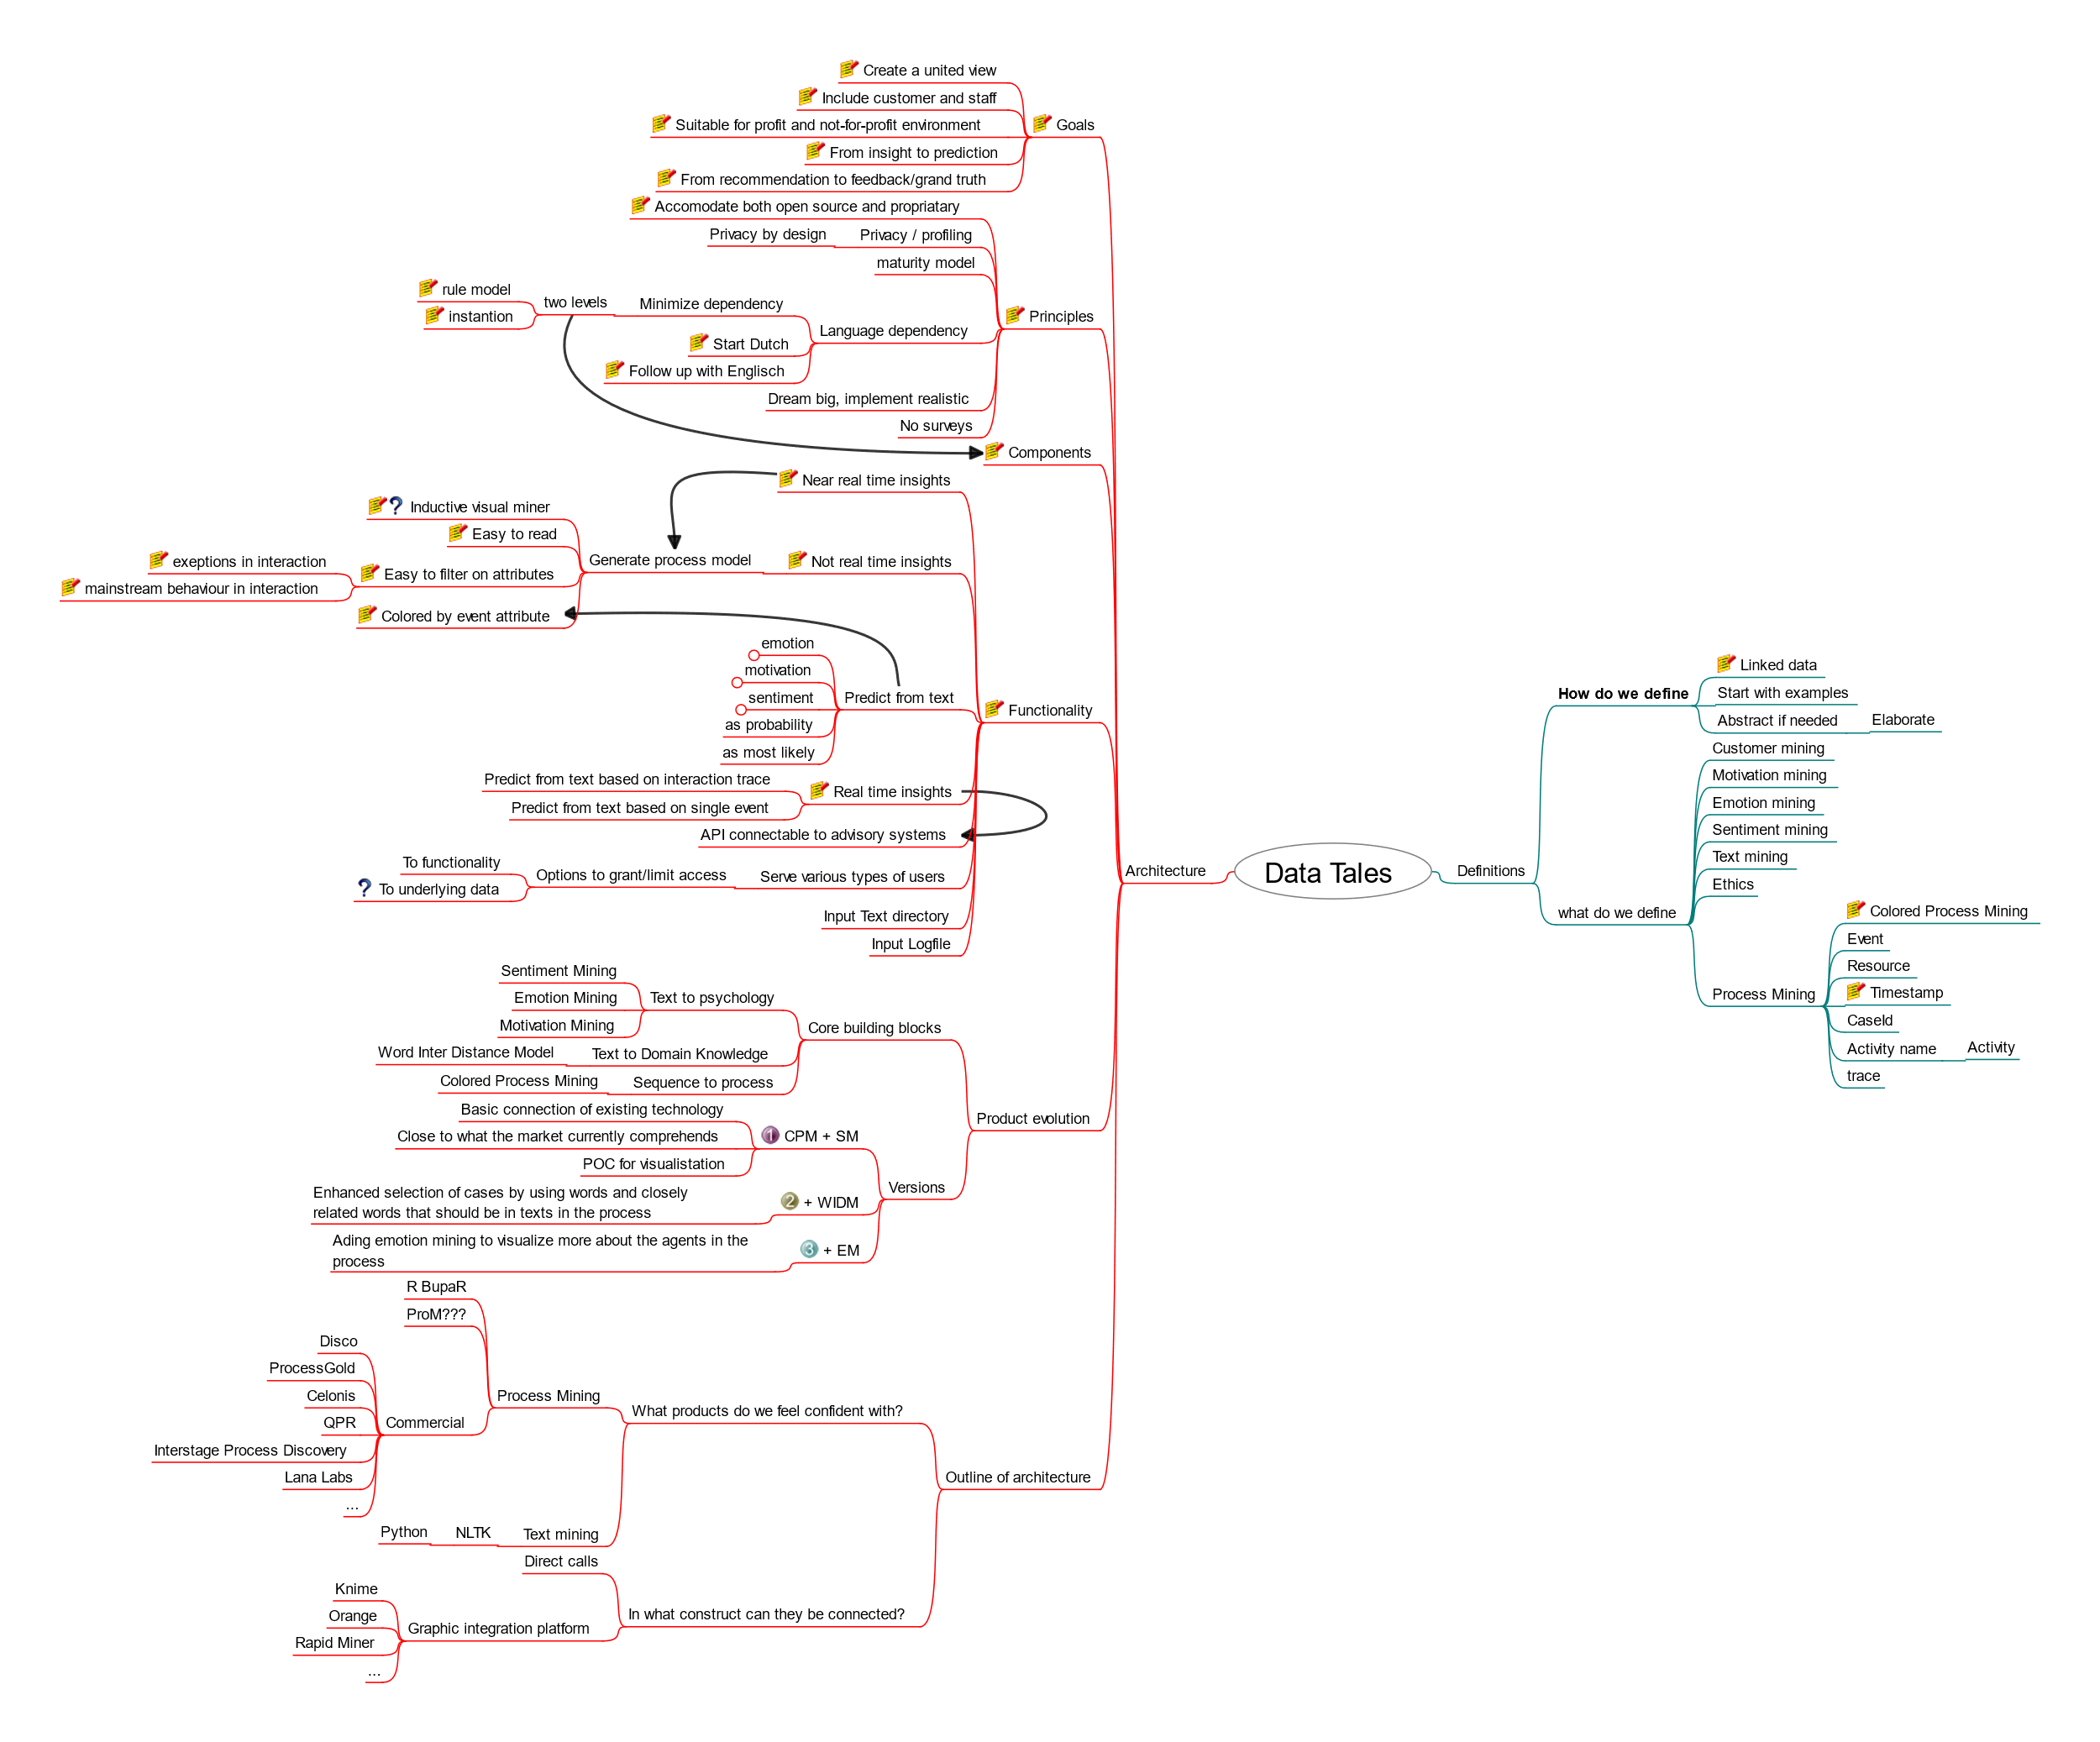 Data Tales
Architecture
Goals
Create a united view
Include customer and staff
Suitable for profit and not-for-profit environment
From insight to prediction
From recommendation to feedback/grand truth
Principles
Accomodate both open source and propriatary
Privacy / profiling
Privacy by design
maturity model
Language dependency
Minimize dependency
two levels
rule model
instantion
Start Dutch
Follow up with Englisch
Dream big, implement realistic
No surveys
Components
Functionality
Near real time insights
Not real time insights
Generate process model
? Inductive visual miner
Easy to read
Easy to filter on attributes
exeptions in interaction
mainstream behaviour in interaction
Colored by event attribute
Predict from text
emotion
motivation
sentiment
as probability
as most likely
Real time insights
Predict from text based on interaction trace
Predict from text based on single event
API connectable to advisory systems
Serve various types of users
Options to grant/limit access
To functionality
? To underlying data
Input Text directory
Input Logfile
Product evolution
Core building blocks
Text to psychology
Sentiment Mining
Emotion Mining
Motivation Mining
Text to Domain Knowledge
Word Inter Distance Model
Sequence to process
Colored Process Mining
Versions
1 CPM + SM
Basic connection of existing technology
Close to what the market currently comprehends
POC for visualistation
2 + WIDM
Enhanced selection of cases by using words and closely
related words that should be in texts in the process
3 + EM
Ading emotion mining to visualize more about the agents in the
process
Outline of architecture
What products do we feel confident with?
Process Mining
R BupaR
ProM???
Commercial
Disco
ProcessGold
Celonis
QPR
Interstage Process Discovery
Lana Labs
...
Text mining
NLTK
Python
In what construct can they be connected?
Direct calls
Graphic integration platform
Knime
Orange
Rapid Miner
...
Definitions
How do we define
Linked data
Start with examples
Abstract if needed
Elaborate
what do we define
Customer mining
Motivation mining
Emotion mining
Sentiment mining
Text mining
Ethics
Process Mining
Colored Process Mining
Event
Resource
Timestamp
CaseId
Activity name
Activity
trace